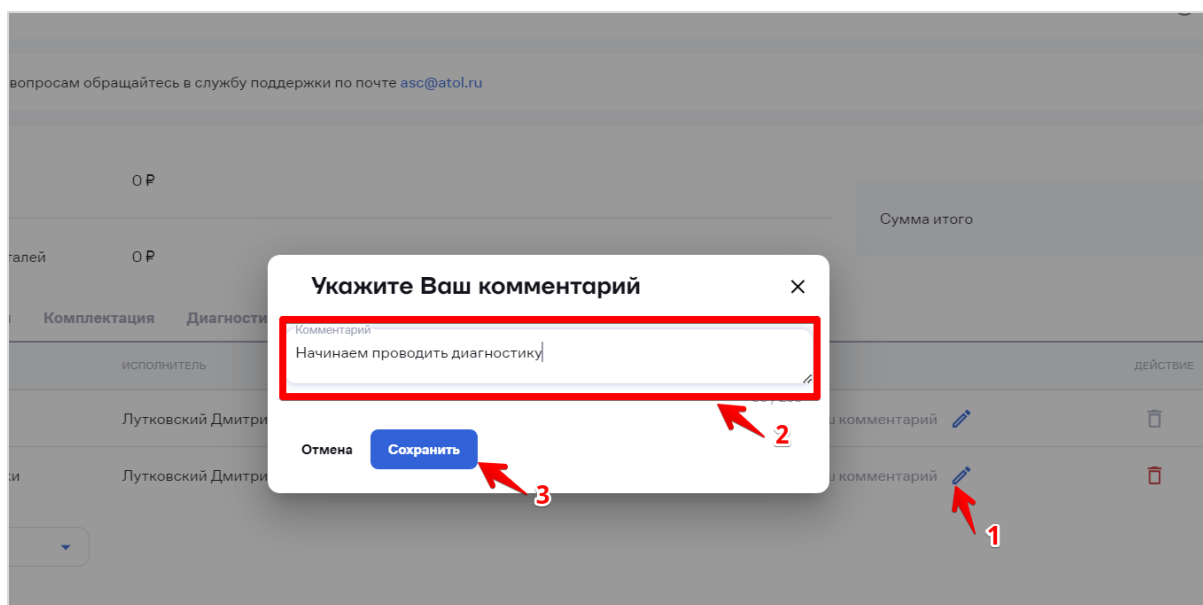 вопросам обращайтесь в службу поддержки по почте asc@atol.ru
0 ₽
Сумма итого
талей 0 ₽
Укажите Ваш комментарий
Комплектация Диагности
Комментарий
Начинаем проводить диагностику
ИСПОЛНИТЕЛЬ ДЕЙСТВИЕ
Лутковский Дмитри ш комментарий
2
Отмена Сохранить
ки Лутковский Дмитри ш комментарий
3
1